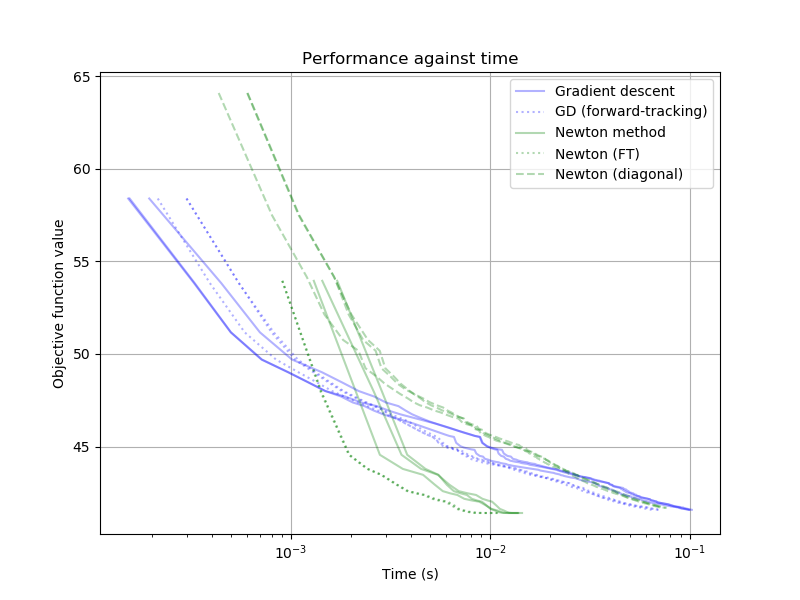 Performance against time
65
60
55
50
45
Objective function value
Gradient descent
GD (forward-tracking)
Newton method
Newton (FT)
Newton (diagonal)
10⁻³
10⁻²
10⁻¹
Time (s)